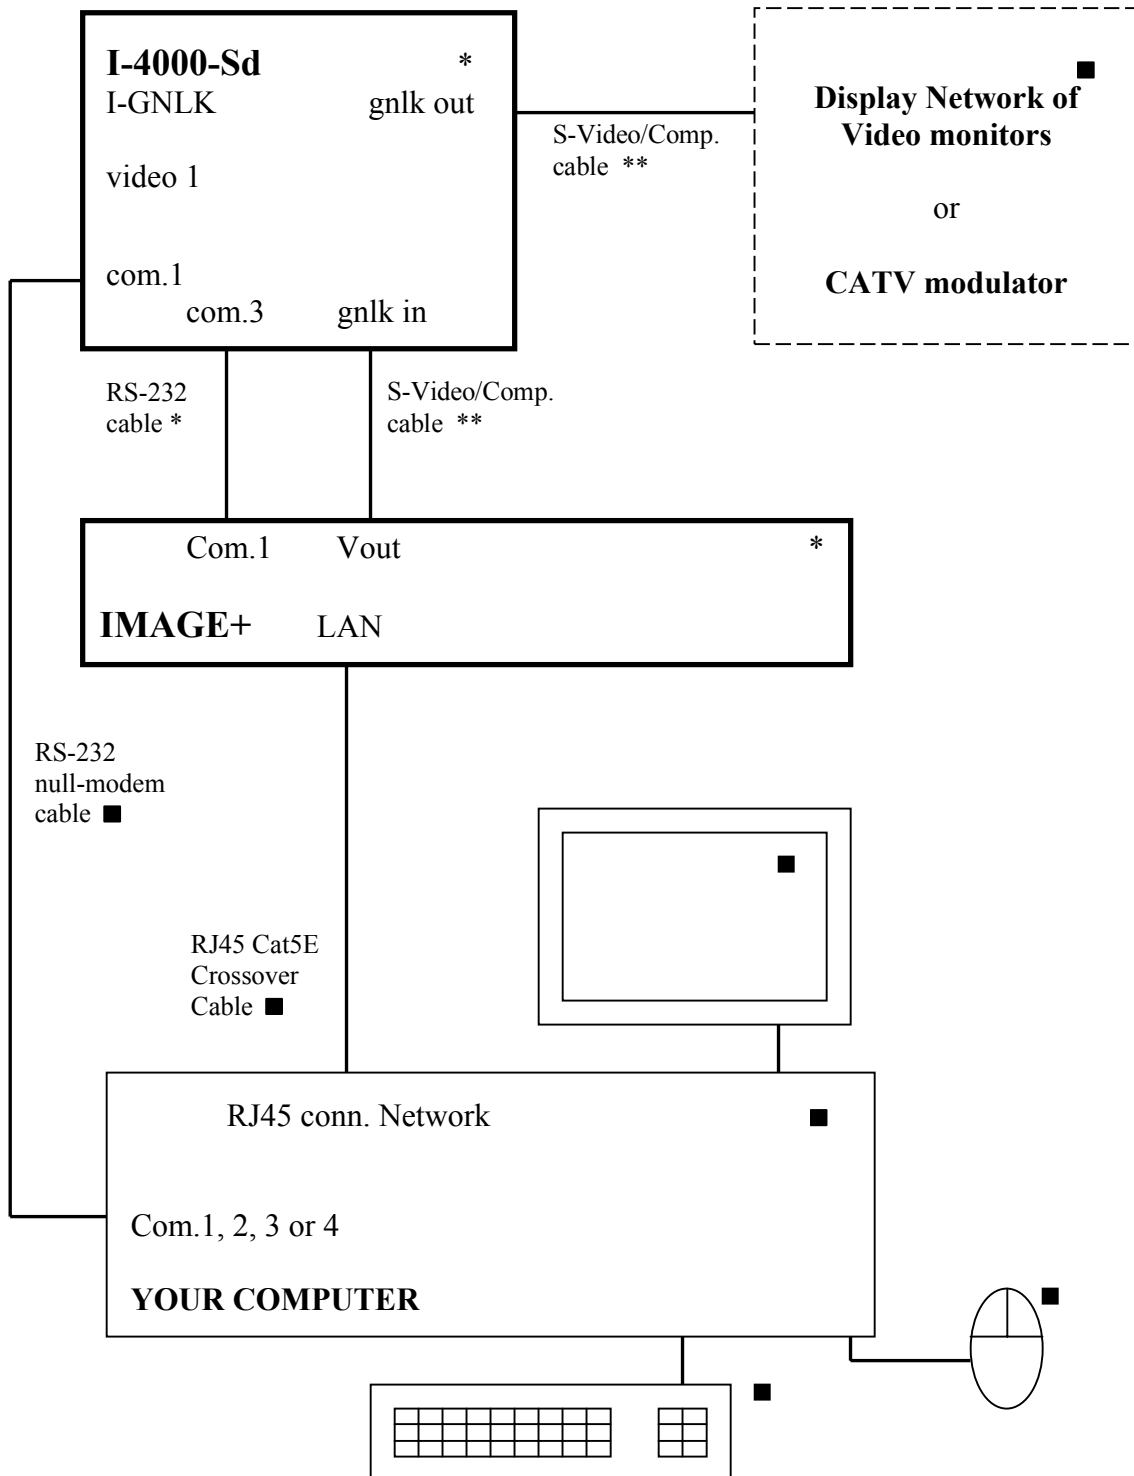 I-4000-Sd *
I-GNLK gnlk out
video 1
com.1
com.3 gnlk in
S-Video/Comp.
cable **
■
Display Network of
Video monitors
or
CATV modulator
RS-232
cable *
S-Video/Comp.
cable **
Com.1 Vout *
IMAGE+ LAN
RS-232
null-modem
cable ■
■
RJ45 Cat5E
Crossover
Cable ■
RJ45 conn. Network ■
Com.1, 2, 3 or 4
YOUR COMPUTER
■
■